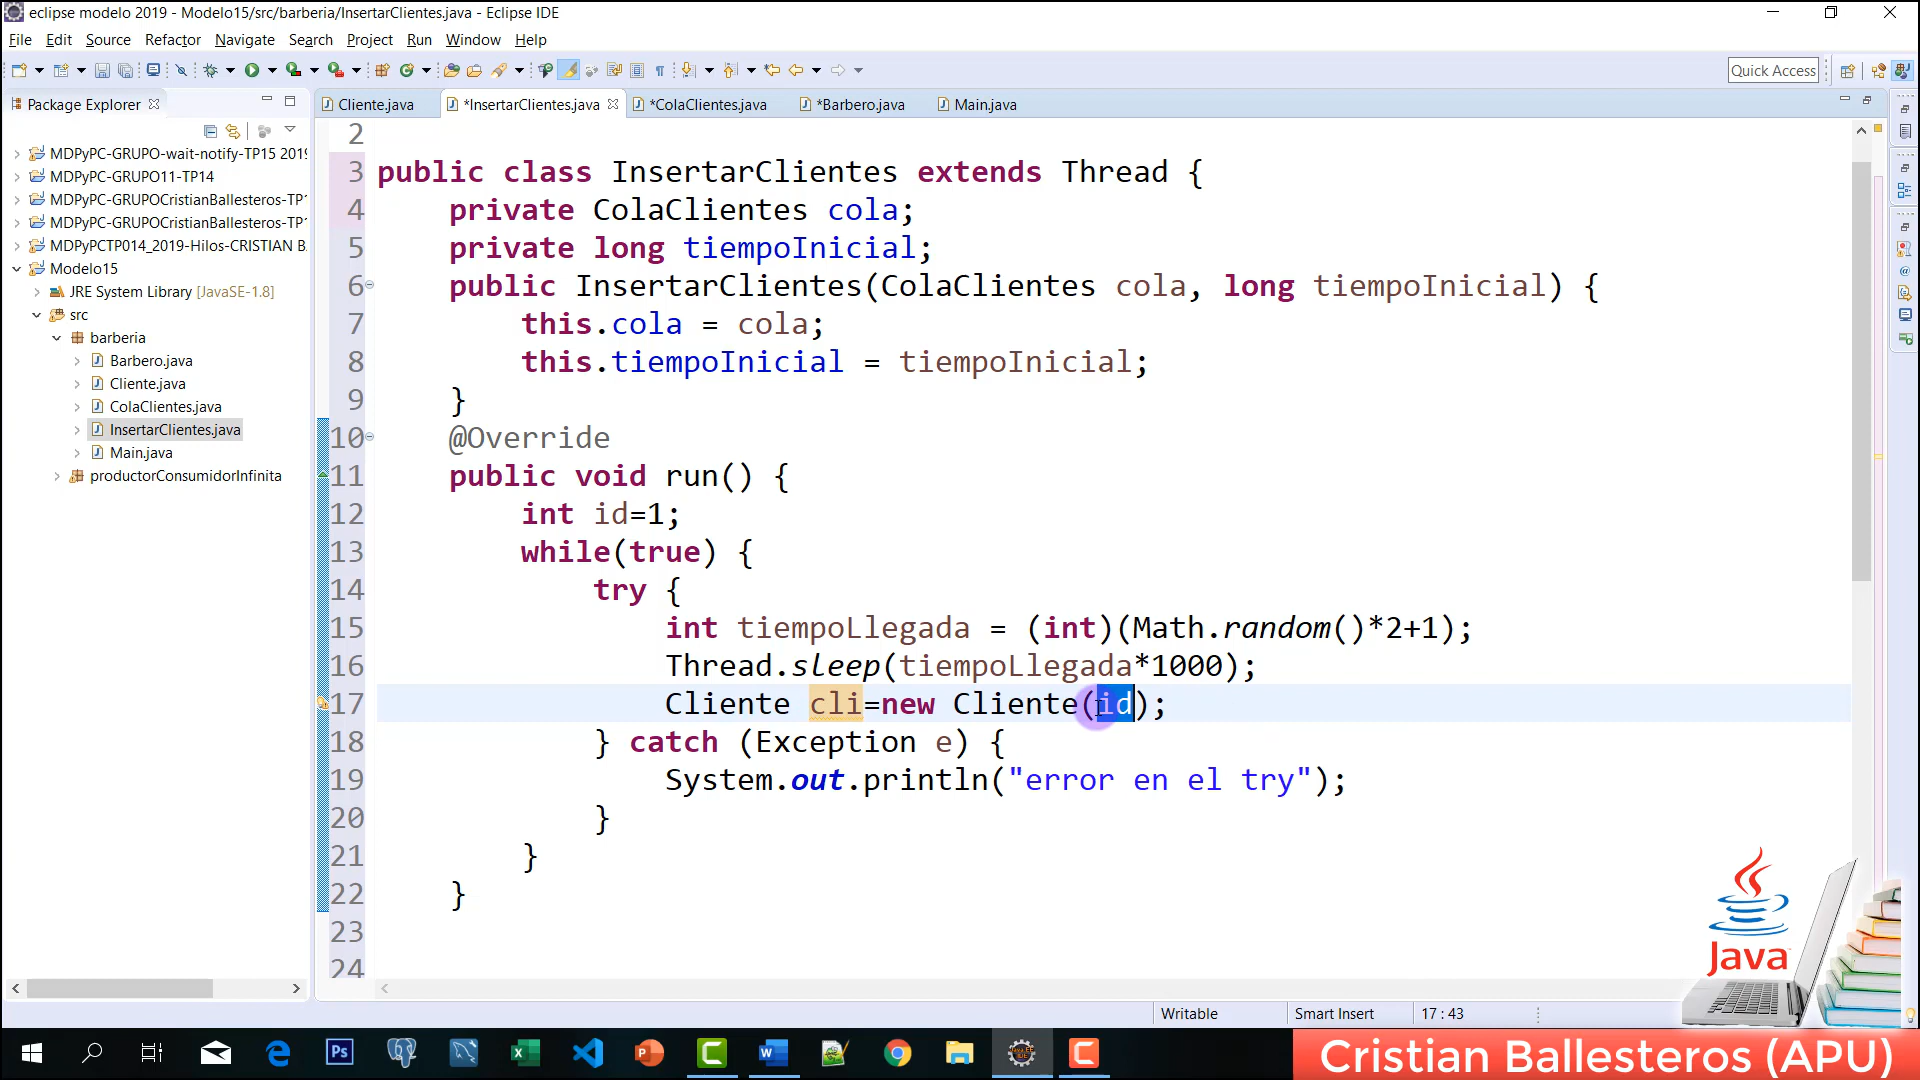 eclipse modelo 2019 - Modelo15/src/barberia/InsertarClientes.java - Eclipse IDE
File Edit Source Refactor Navigate Search Project Run Window Help
Quick Access
Package Explorer
Cliente.java *InsertarClientes.java *ColaClientes.java *Barbero.java Main.java
MDPyPC-GRUPO-wait-notify-TP15 2019
MDPyPC-GRUPO11-TP14
MDPyPC-GRUPOCristianBallesteros-TP1
MDPyPC-GRUPOCristianBallesteros-TP1
MDPyPCTP014_2019-Hilos-CRISTIAN BA
Modelo15
JRE System Library [JavaSE-1.8]
src
barberia
Barbero.java
Cliente.java
ColaClientes.java
InsertarClientes.java
Main.java
productorConsumidorInfinita
2
3 public class InsertarClientes extends Thread {
4 private ColaClientes cola;
5 private long tiempoInicial;
6 public InsertarClientes(ColaClientes cola, long tiempoInicial) {
7 this.cola = cola;
8 this.tiempoInicial = tiempoInicial;
9 }
10 @Override
11 public void run() {
12 int id=1;
13 while(true) {
14 try {
15 int tiempoLlegada = (int)(Math.random()*2+1);
16 Thread.sleep(tiempoLlegada*1000);
17 Cliente cli=new Cliente(id);
18 } catch (Exception e) {
19 System.out.println("error en el try");
20 }
21 }
22 }
23
24
Writable Smart Insert 17 : 43
Java
Cristian Ballesteros (APU)